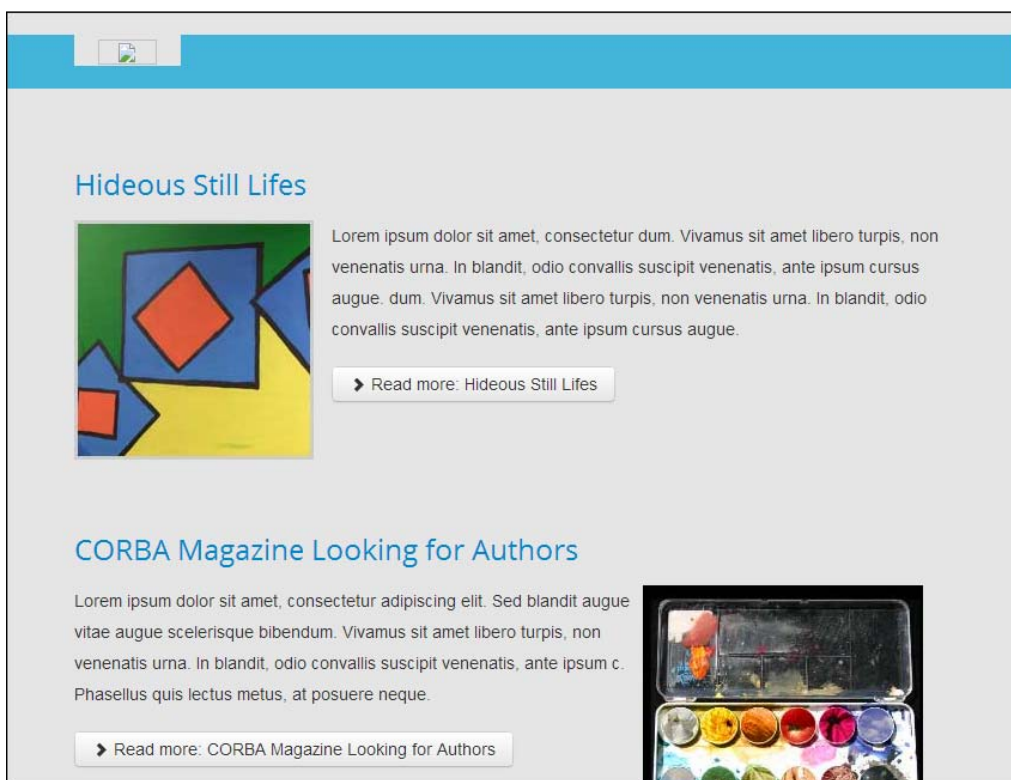 Hideous Still Lifes
Lorem ipsum dolor sit amet, consectetur dum. Vivamus sit amet libero turpis, non
venenatis urna. In blandit, odio convallis suscipit venenatis, ante ipsum cursus
augue. dum. Vivamus sit amet libero turpis, non venenatis urna. In blandit, odio
convallis suscipit venenatis, ante ipsum cursus augue.
Read more: Hideous Still Lifes
CORBA Magazine Looking for Authors
Lorem ipsum dolor sit amet, consectetur adipiscing elit. Sed blandit augue
vitae augue scelerisque bibendum. Vivamus sit amet libero turpis, non
venenatis urna. In blandit, odio convallis suscipit venenatis, ante ipsum c.
Phasellus quis lectus metus, at posuere neque.
Read more: CORBA Magazine Looking for Authors